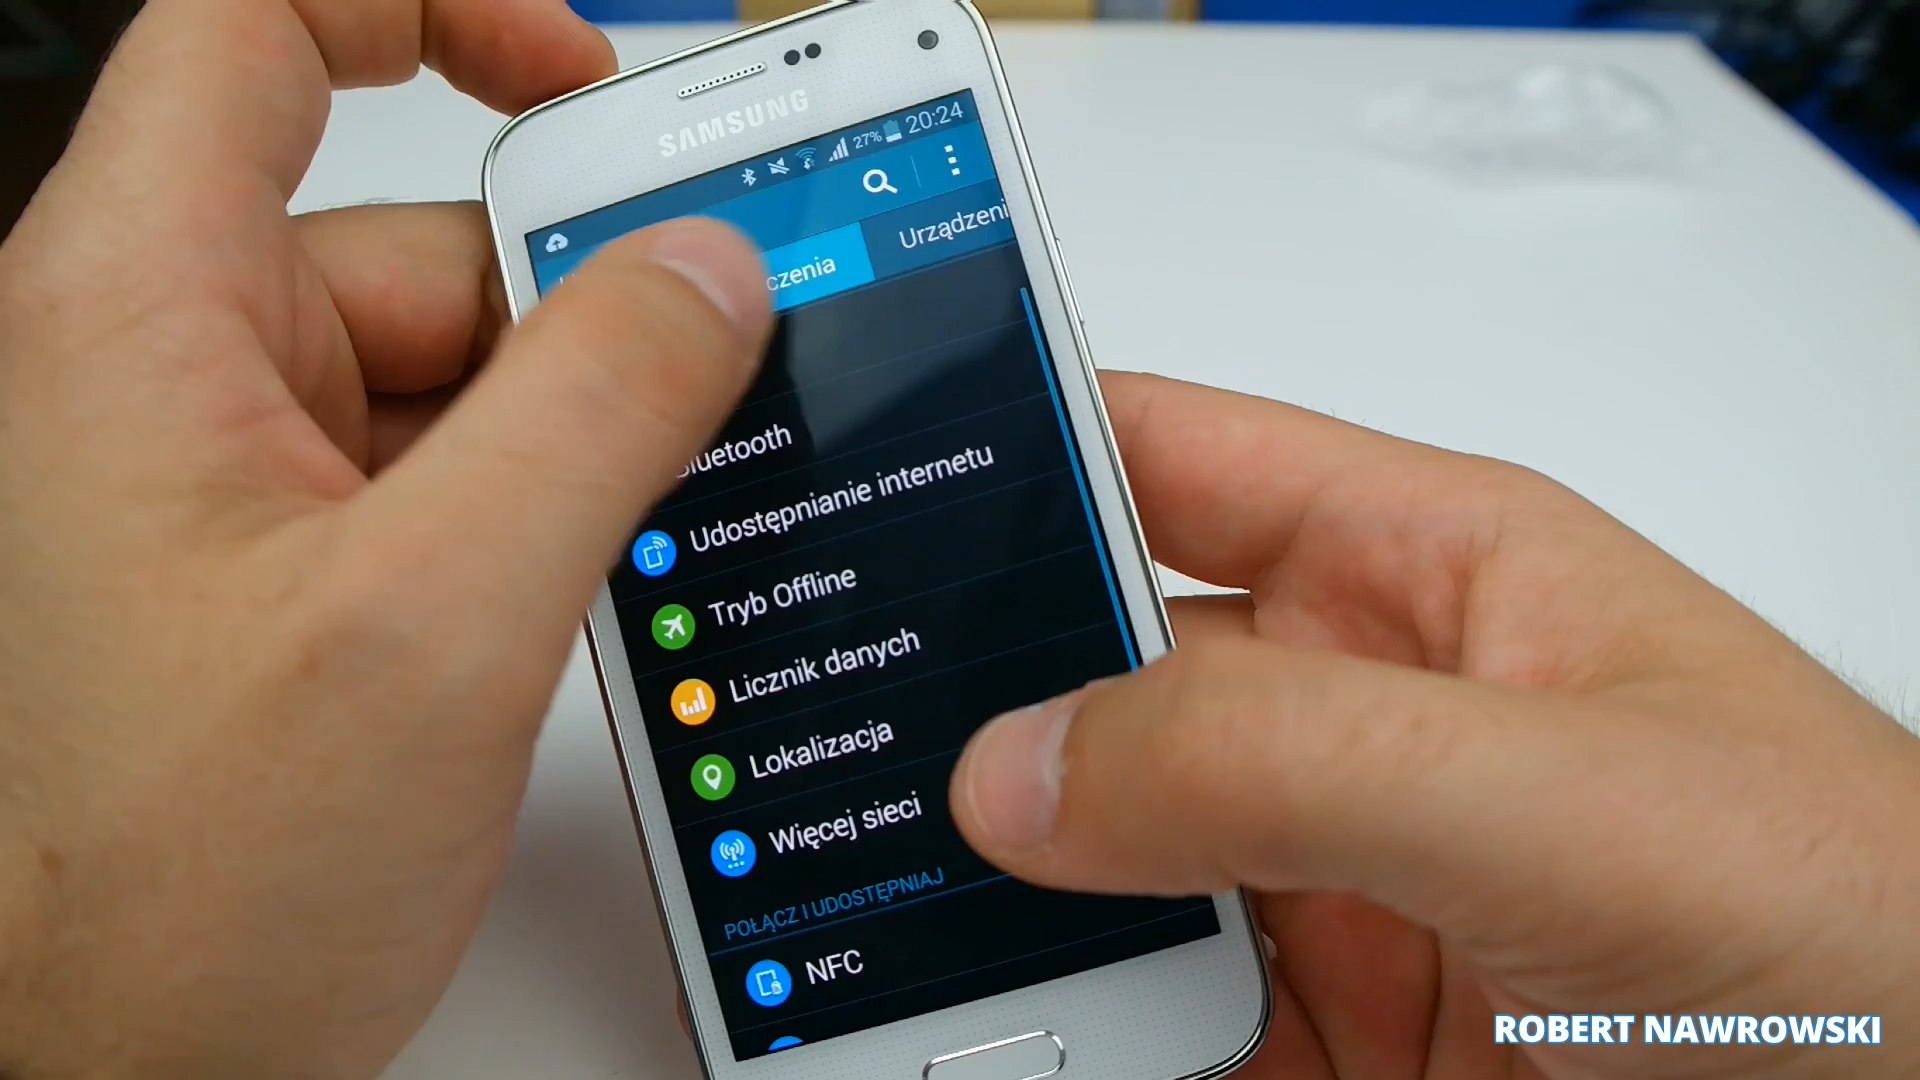 SAMSUNG
27% 20:24
Urządzeni
czenia
Bluetooth
Udostępnianie internetu
Tryb Offline
Licznik danych
Lokalizacja
Więcej sieci
POŁĄCZ I UDOSTĘPNIAJ
NFC
ROBERT NAWROWSKI